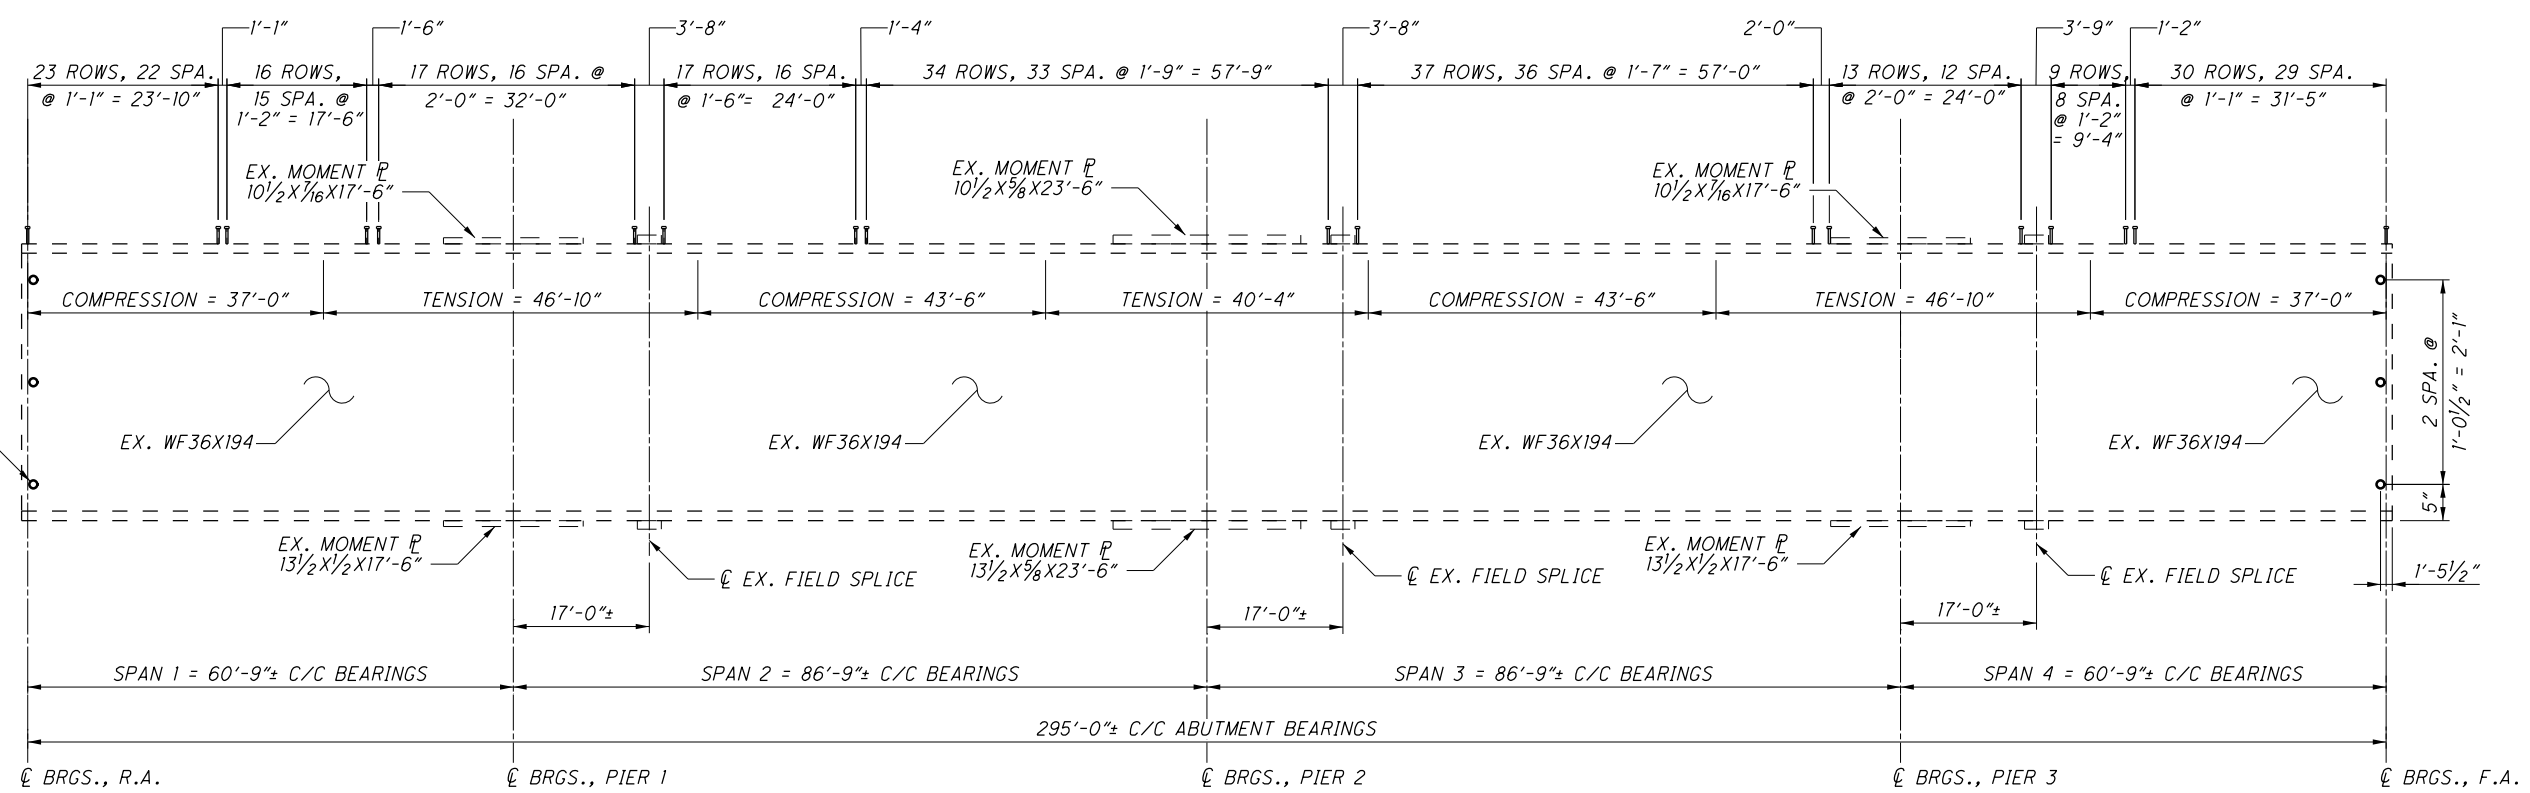 1'-1"
1'-6"
3'-8"
1'-4"
3'-8"
2'-0"
3'-9"
1'-2"
23 ROWS, 22 SPA.
@ 1'-1" = 23'-10"
16 ROWS,
15 SPA. @
1'-2" = 17'-6"
17 ROWS, 16 SPA. @
2'-0" = 32'-0"
17 ROWS, 16 SPA.
@ 1'-6"= 24'-0"
34 ROWS, 33 SPA. @ 1'-9" = 57'-9"
37 ROWS, 36 SPA. @ 1'-7" = 57'-0"
13 ROWS, 12 SPA.
@ 2'-0" = 24'-0"
9 ROWS,
8 SPA.
@ 1'-2"
= 9'-4"
30 ROWS, 29 SPA.
@ 1'-1" = 31'-5"
EX. MOMENT ℄
10½X7⁄16X17'-6"
EX. MOMENT ℄
10½X⅝X23'-6"
EX. MOMENT ℄
10½X7⁄16X17'-6"
COMPRESSION = 37'-0"
TENSION = 46'-10"
COMPRESSION = 43'-6"
TENSION = 40'-4"
COMPRESSION = 43'-6"
TENSION = 46'-10"
COMPRESSION = 37'-0"
2 SPA. @
1'-0½" = 2'-1"
EX. WF36X194
EX. WF36X194
EX. WF36X194
EX. WF36X194
5"
EX. MOMENT ℄
13½X½X17'-6"
EX. MOMENT ℄
13½X⅝X23'-6"
EX. MOMENT ℄
13½X½X17'-6"
℄ EX. FIELD SPLICE
℄ EX. FIELD SPLICE
℄ EX. FIELD SPLICE
1'-5½"
17'-0"±
17'-0"±
17'-0"±
SPAN 1 = 60'-9"± C/C BEARINGS
SPAN 2 = 86'-9"± C/C BEARINGS
SPAN 3 = 86'-9"± C/C BEARINGS
SPAN 4 = 60'-9"± C/C BEARINGS
295'-0"± C/C ABUTMENT BEARINGS
℄ BRGS., R.A.
℄ BRGS., PIER 1
℄ BRGS., PIER 2
℄ BRGS., PIER 3
℄ BRGS., F.A.